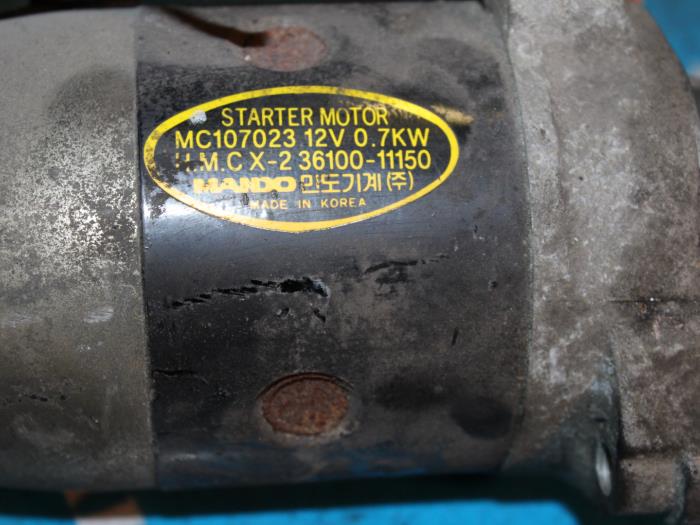 STARTER MOTOR
MC107023 12V 0.7KW
H.M.C X-2 36100-11150
MANDO 만도기계(주)
MADE IN KOREA